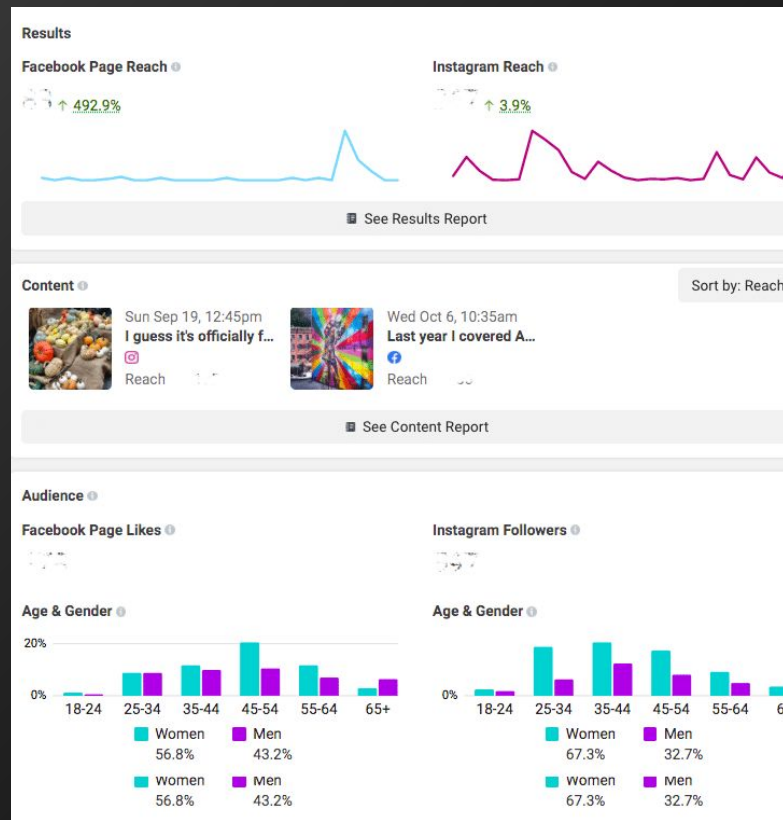 Results
Facebook Page Reach
Instagram Reach
↑ 492.9%
↑ 3.9%
See Results Report
Content
Sort by: Reach
Sun Sep 19, 12:45pm
I guess it's officially f...
Reach
Wed Oct 6, 10:35am
Last year I covered A...
Reach
See Content Report
Audience
Facebook Page Likes
Instagram Followers
Age & Gender
20%
0%
18-24 25-34 35-44 45-54 55-64 65+
Women Men
56.8% 43.2%
Women Men
56.8% 43.2%
Age & Gender
0%
18-24 25-34 35-44 45-54 55-64 6
Women Men
67.3% 32.7%
Women Men
67.3% 32.7%